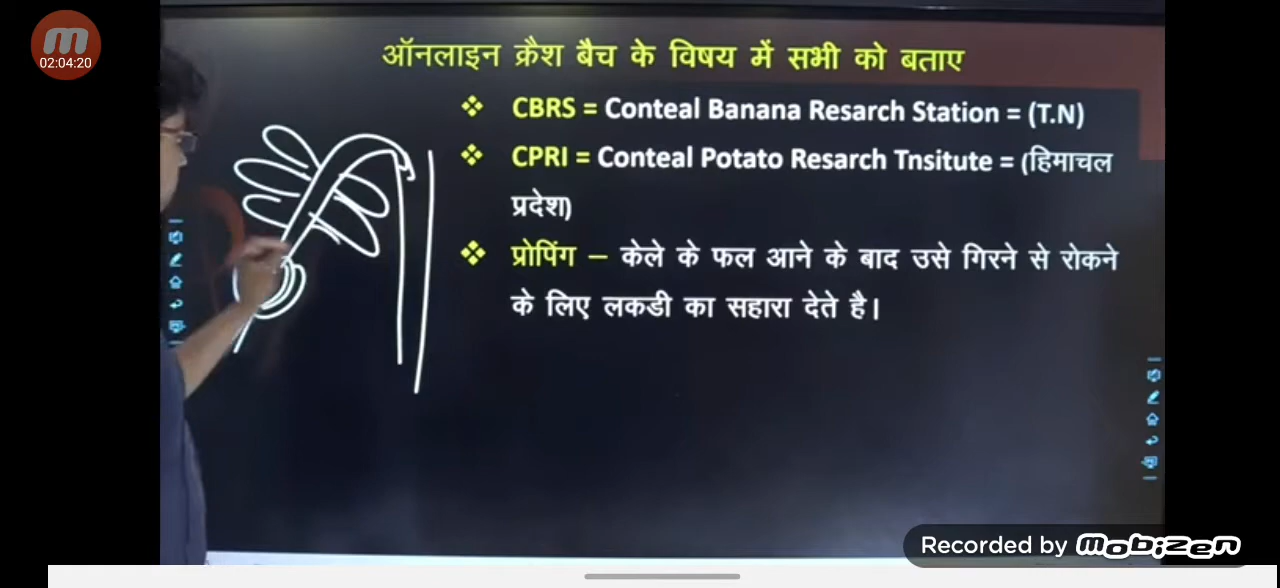 02:04:20
ऑनलाइन क्रैश बैच के विषय में सभी को बताए
❖ CBRS = Conteal Banana Resarch Station = (T.N)
❖ CPRI = Conteal Potato Resarch Tnsitute = (हिमाचल
प्रदेश)
❖ प्रोपिंग – केले के फल आने के बाद उसे गिरने से रोकने
के लिए लकडी का सहारा देते है।
Recorded by mobizen